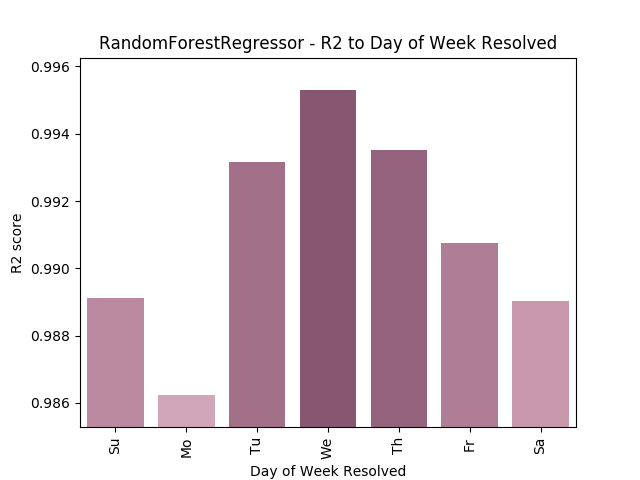 RandomForestRegressor - R2 to Day of Week Resolved
0.996
0.994
0.992
0.990
0.988
0.986
R2 score
Su
Mo
Tu
We
Th
Fr
Sa
Day of Week Resolved